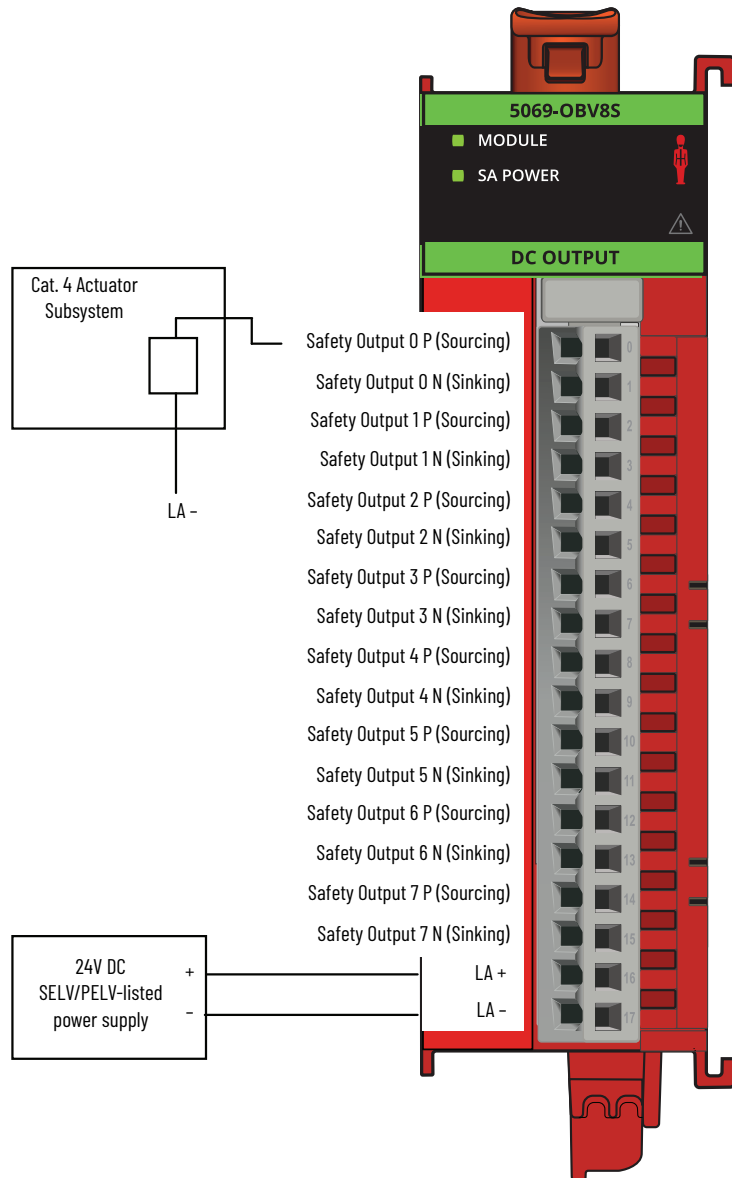 5069-OBV8S
MODULE
SA POWER
DC OUTPUT
Cat. 4 Actuator
Subsystem
LA –
Safety Output 0 P (Sourcing)
Safety Output 0 N (Sinking)
Safety Output 1 P (Sourcing)
Safety Output 1 N (Sinking)
Safety Output 2 P (Sourcing)
Safety Output 2 N (Sinking)
Safety Output 3 P (Sourcing)
Safety Output 3 N (Sinking)
Safety Output 4 P (Sourcing)
Safety Output 4 N (Sinking)
Safety Output 5 P (Sourcing)
Safety Output 5 N (Sinking)
Safety Output 6 P (Sourcing)
Safety Output 6 N (Sinking)
Safety Output 7 P (Sourcing)
Safety Output 7 N (Sinking)
LA +
LA –
0
1
2
3
4
5
6
7
8
9
10
11
12
13
14
15
16
17
24V DC
SELV/PELV-listed
power supply
+
–